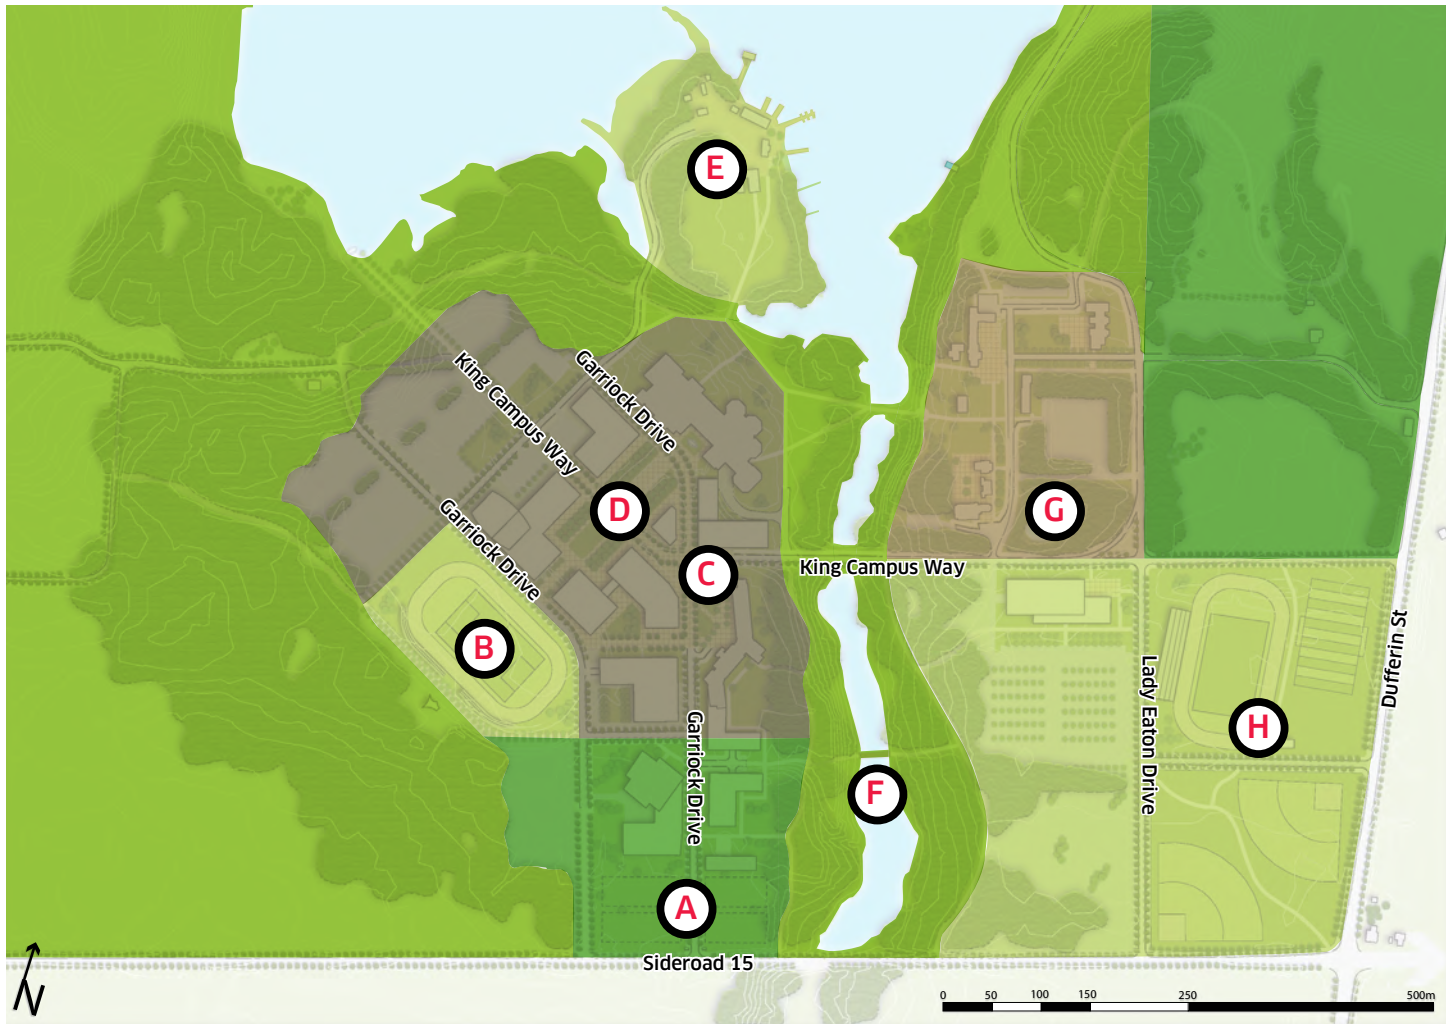 E
King Campus Way
Garriock Drive
D
G
Garriock Drive
C
King Campus Way
B
Dufferin St
Lady Eaton Drive
H
Garriock Drive
F
A
Sideroad 15
N
0 50 100 150 250 500m